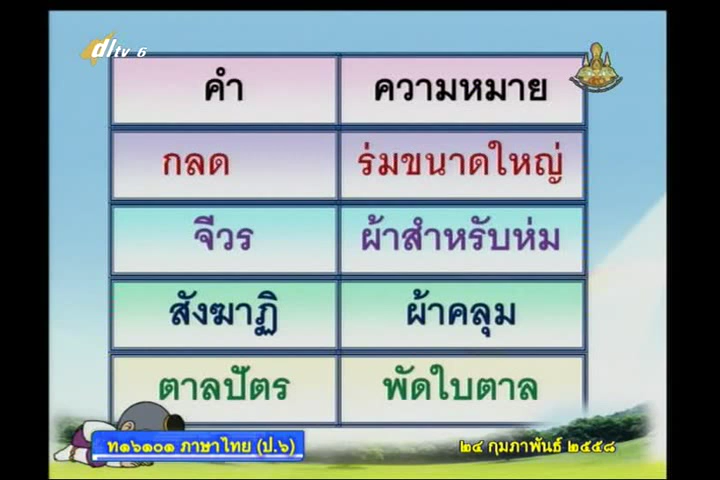 dltv 6
คำ ความหมาย
กลด ร่มขนาดใหญ่
จีวร ผ้าสำหรับห่ม
สังฆาฏิ ผ้าคลุม
ตาลปัตร พัดใบตาล
ท๑๖๑๐๑ ภาษาไทย (ป.๖) ๒๔ กุมภาพันธ์ ๒๕๕๘